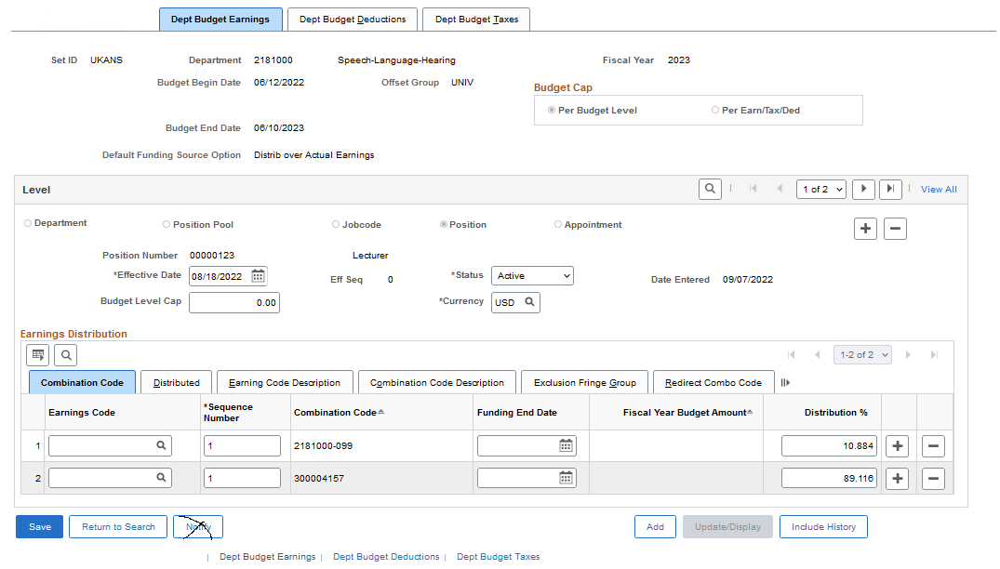 Dept Budget Earnings Dept Budget Deductions Dept Budget Taxes
Set ID UKANS Department 2181000 Speech-Language-Hearing Fiscal Year 2023
Budget Begin Date 06/12/2022 Offset Group UNIV
Budget Cap
Per Budget Level Per Earn/Tax/Ded
Budget End Date 06/10/2023
Default Funding Source Option Distrib over Actual Earnings
Level 1 of 2 View All
Department Position Pool Jobcode Position Appointment
Position Number 00000123 Lecturer
*Effective Date 08/18/2022 Eff Seq 0 *Status Active Date Entered 09/07/2022
Budget Level Cap 0.00 *Currency USD
Earnings Distribution
1-2 of 2
Combination Code Distributed Earning Code Description Combination Code Description Exclusion Fringe Group Redirect Combo Code
Earnings Code *Sequence Number Combination Code Funding End Date Fiscal Year Budget Amount Distribution %
1 1 2181000-099 10.884
2 1 300004157 89.116
Save Return to Search Notify Add Update/Display Include History
| Dept Budget Earnings | Dept Budget Deductions | Dept Budget Taxes